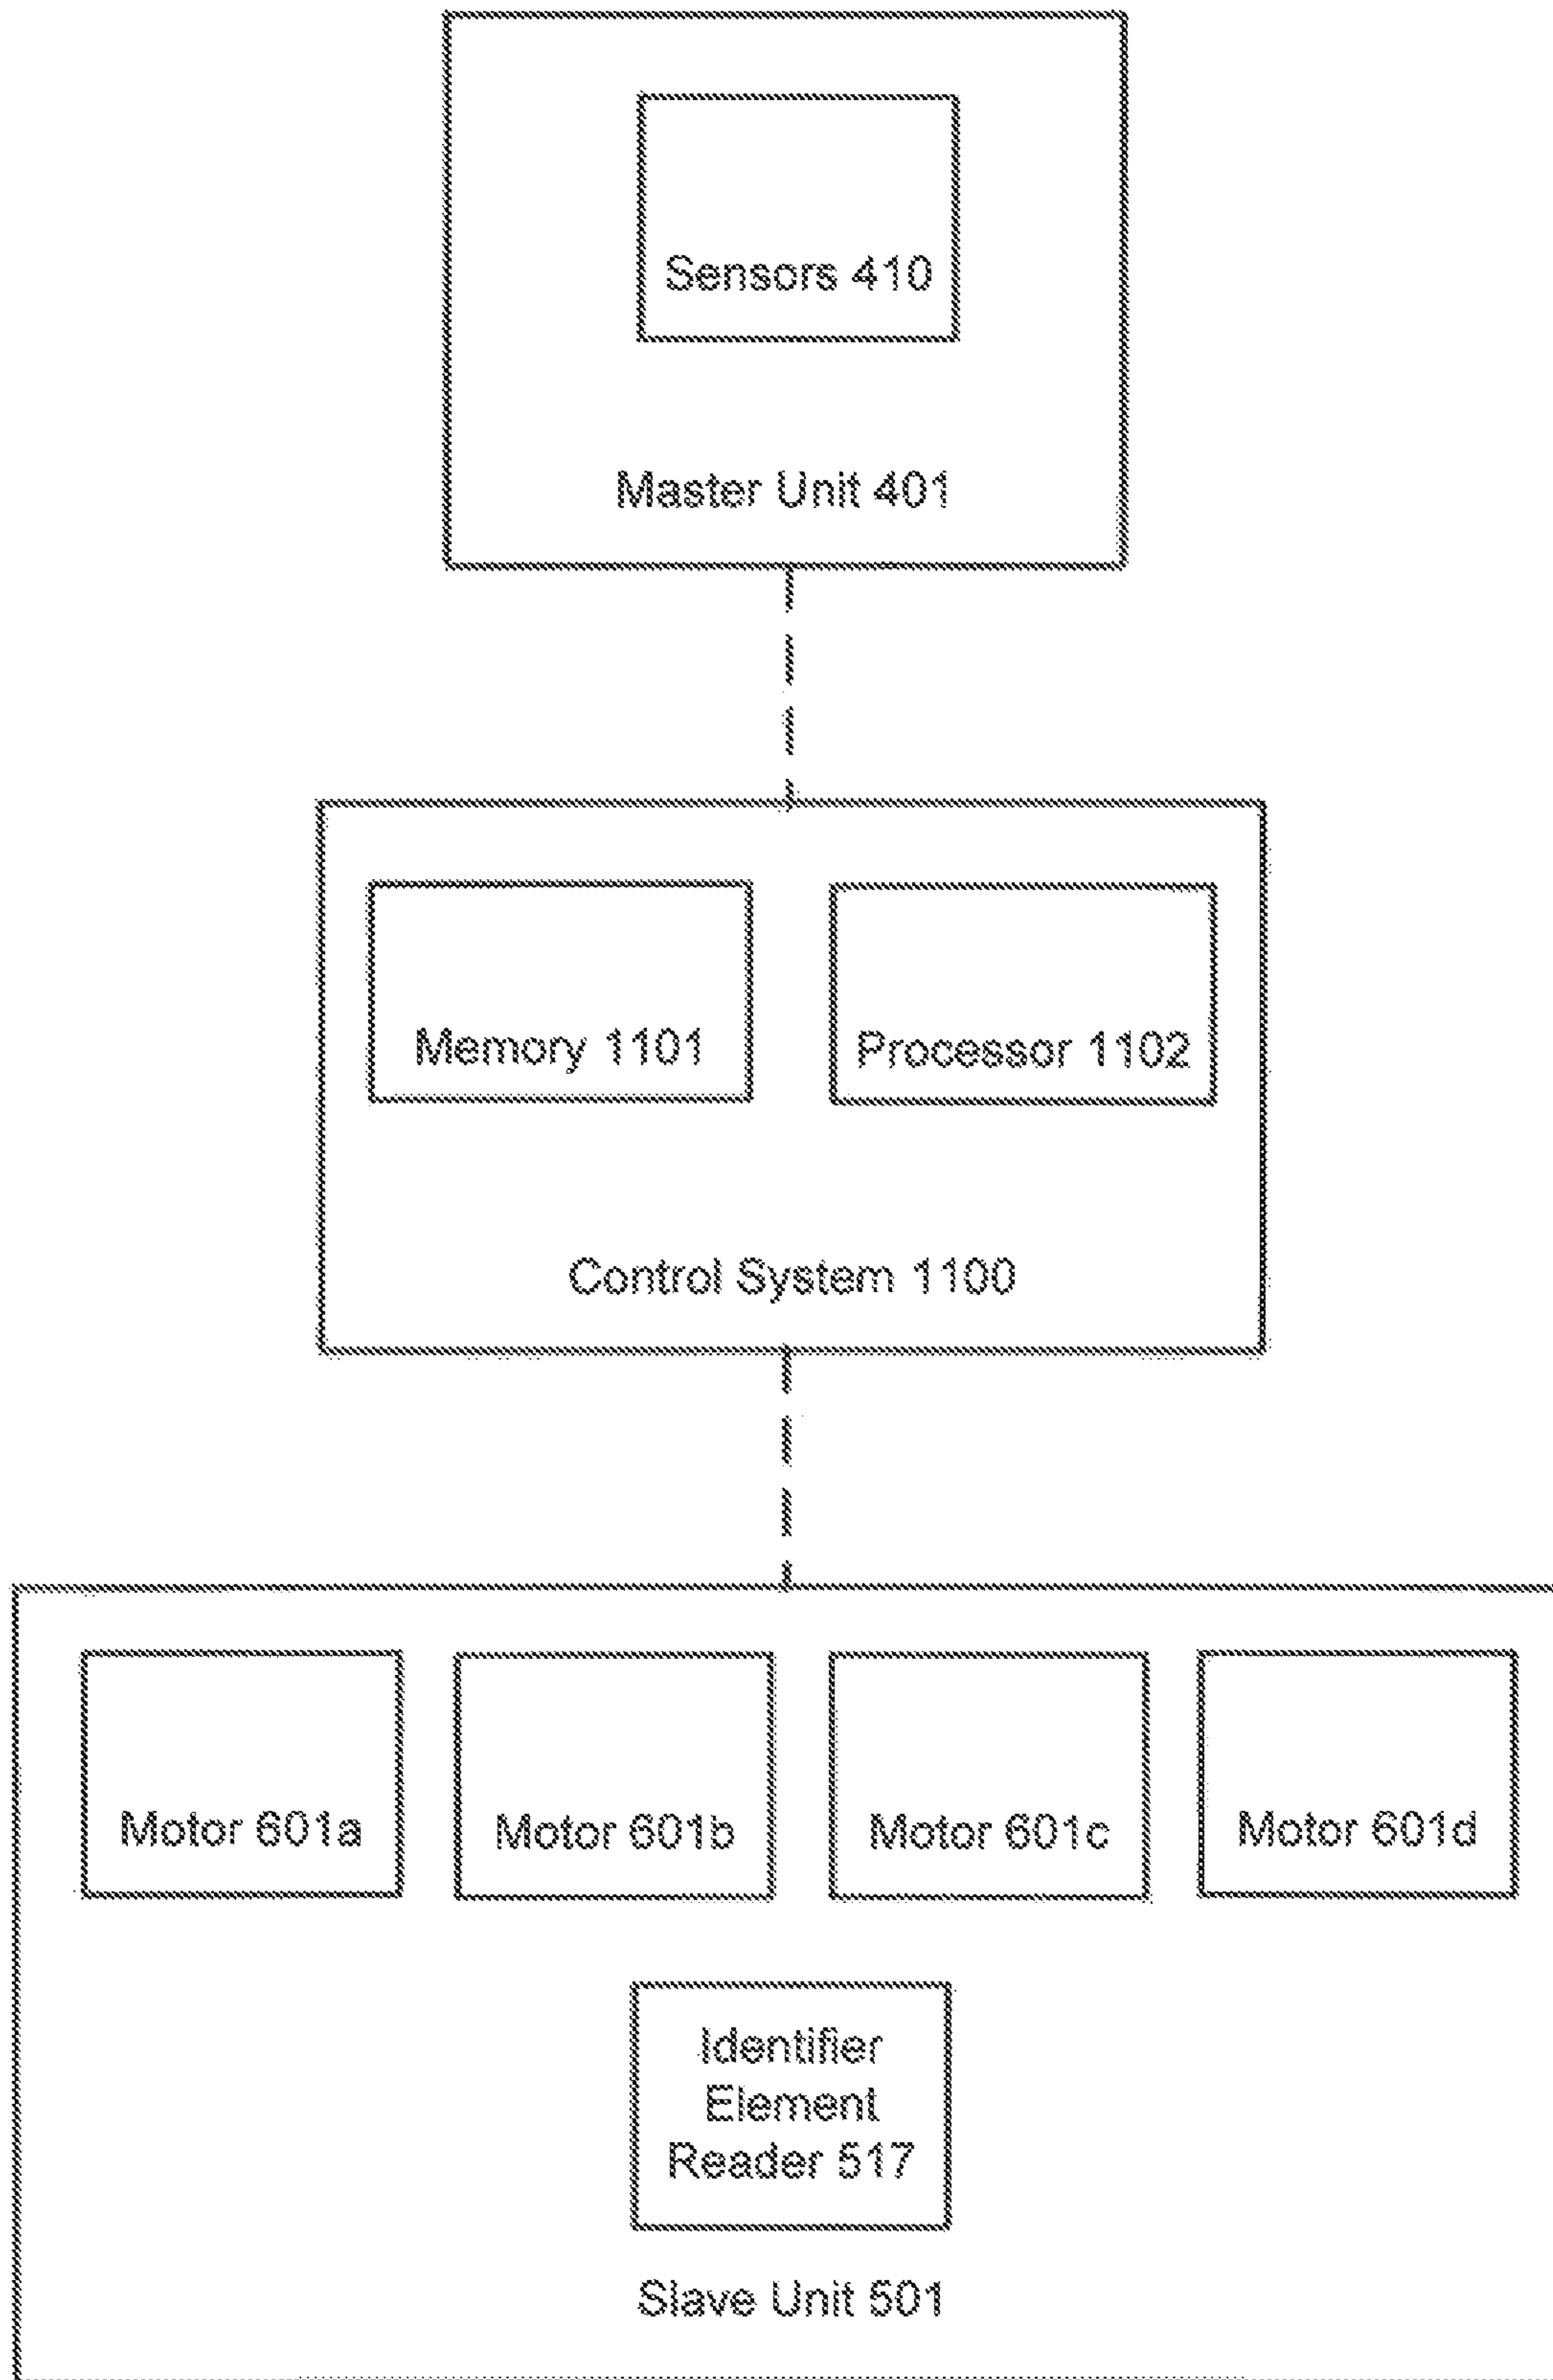 Sensors 410
Master Unit 401
Memory 1101
Processor 1102
Control System 1100
Motor 601a
Motor 601b
Motor 601c
Motor 601d
Identifier
Element
Reader 517
Slave Unit 501